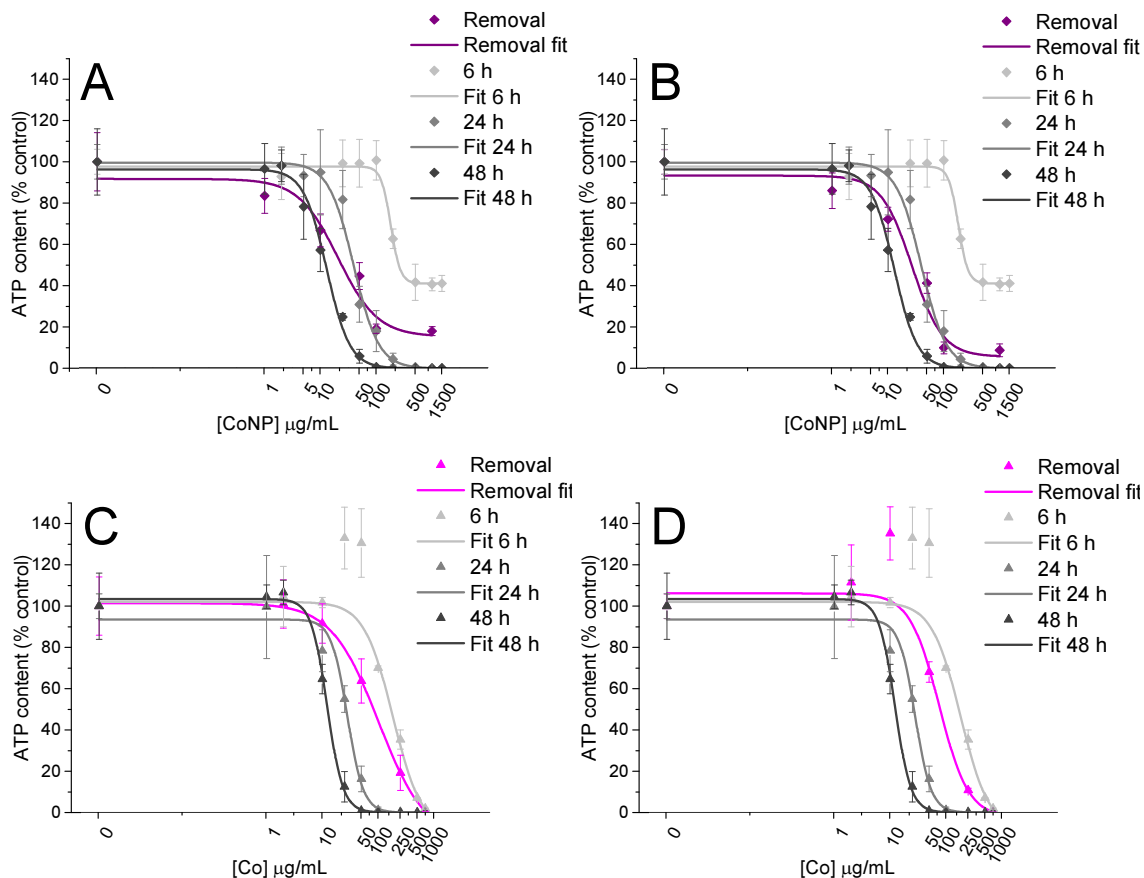 A
Removal
Removal fit
6 h
Fit 6 h
24 h
Fit 24 h
48 h
Fit 48 h
ATP content (% control)
140
120
100
80
60
40
20
0
0 1 5 10 50 100 500 1500
[CoNP] μg/mL
B
Removal
Removal fit
6 h
Fit 6 h
24 h
Fit 24 h
48 h
Fit 48 h
ATP content (% control)
140
120
100
80
60
40
20
0
0 1 5 10 50 100 500 1500
[CoNP] μg/mL
C
Removal
Removal fit
6 h
Fit 6 h
24 h
Fit 24 h
48 h
Fit 48 h
ATP content (% control)
140
120
100
80
60
40
20
0
0 1 10 50 100 250 500 1000
[Co] μg/mL
D
Removal
Removal fit
6 h
Fit 6 h
24 h
Fit 24 h
48 h
Fit 48 h
ATP content (% control)
140
120
100
80
60
40
20
0
0 1 10 50 100 250 500 1000
[Co] μg/mL